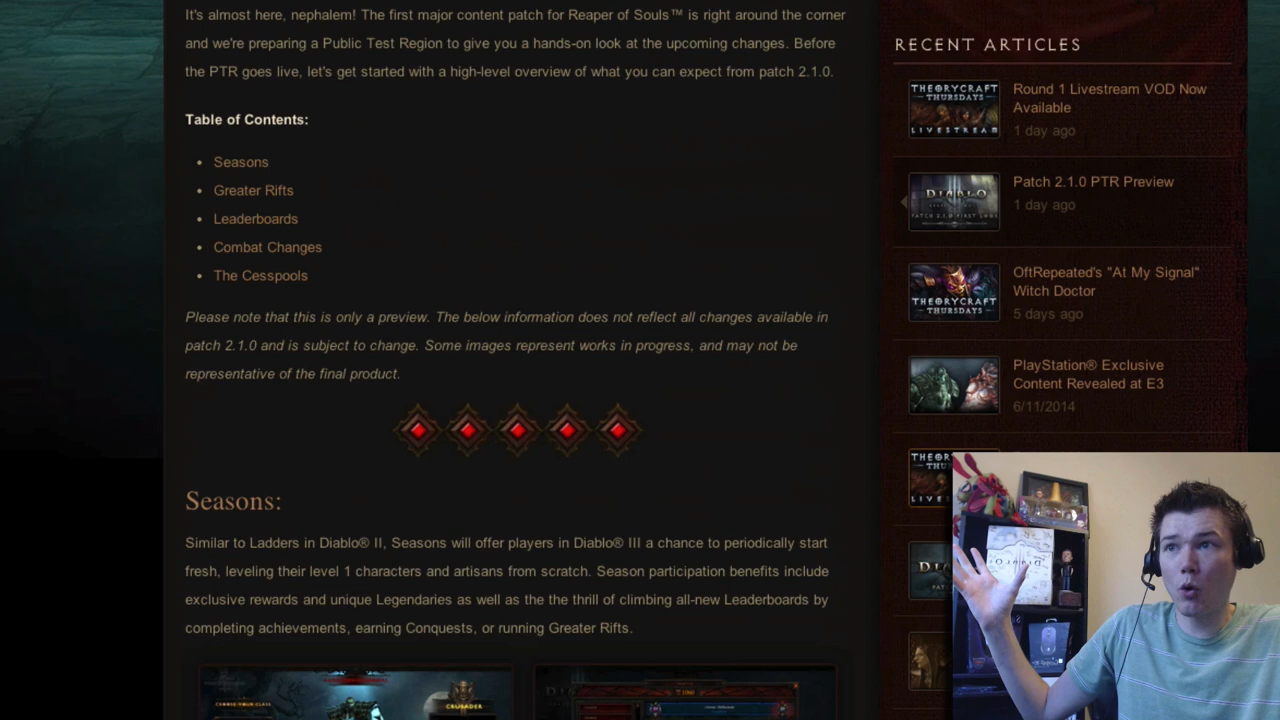 It's almost here, nephalem! The first major content patch for Reaper of Souls™ is right around the corner
and we're preparing a Public Test Region to give you a hands-on look at the upcoming changes. Before
the PTR goes live, let's get started with a high-level overview of what you can expect from patch 2.1.0.
Table of Contents:
• Seasons
• Greater Rifts
• Leaderboards
• Combat Changes
• The Cesspools
Please note that this is only a preview. The below information does not reflect all changes available in
patch 2.1.0 and is subject to change. Some images represent works in progress, and may not be
representative of the final product.
Seasons:
Similar to Ladders in Diablo® II, Seasons will offer players in Diablo® III a chance to periodically start
fresh, leveling their level 1 characters and artisans from scratch. Season participation benefits include
exclusive rewards and unique Legendaries as well as the the thrill of climbing all-new Leaderboards by
completing achievements, earning Conquests, or running Greater Rifts.
CHOOSE YOUR CLASS
CRUSADER
RECENT ARTICLES
THEORYCRAFT
THURSDAYS
LIVESTREAM
Round 1 Livestream VOD Now
Available
1 day ago
DIABLO
PATCH 2.1.0 FIRST LOOK
Patch 2.1.0 PTR Preview
1 day ago
THEORYCRAFT
THURSDAYS
OftRepeated's "At My Signal"
Witch Doctor
5 days ago
PlayStation® Exclusive
Content Revealed at E3
6/11/2014